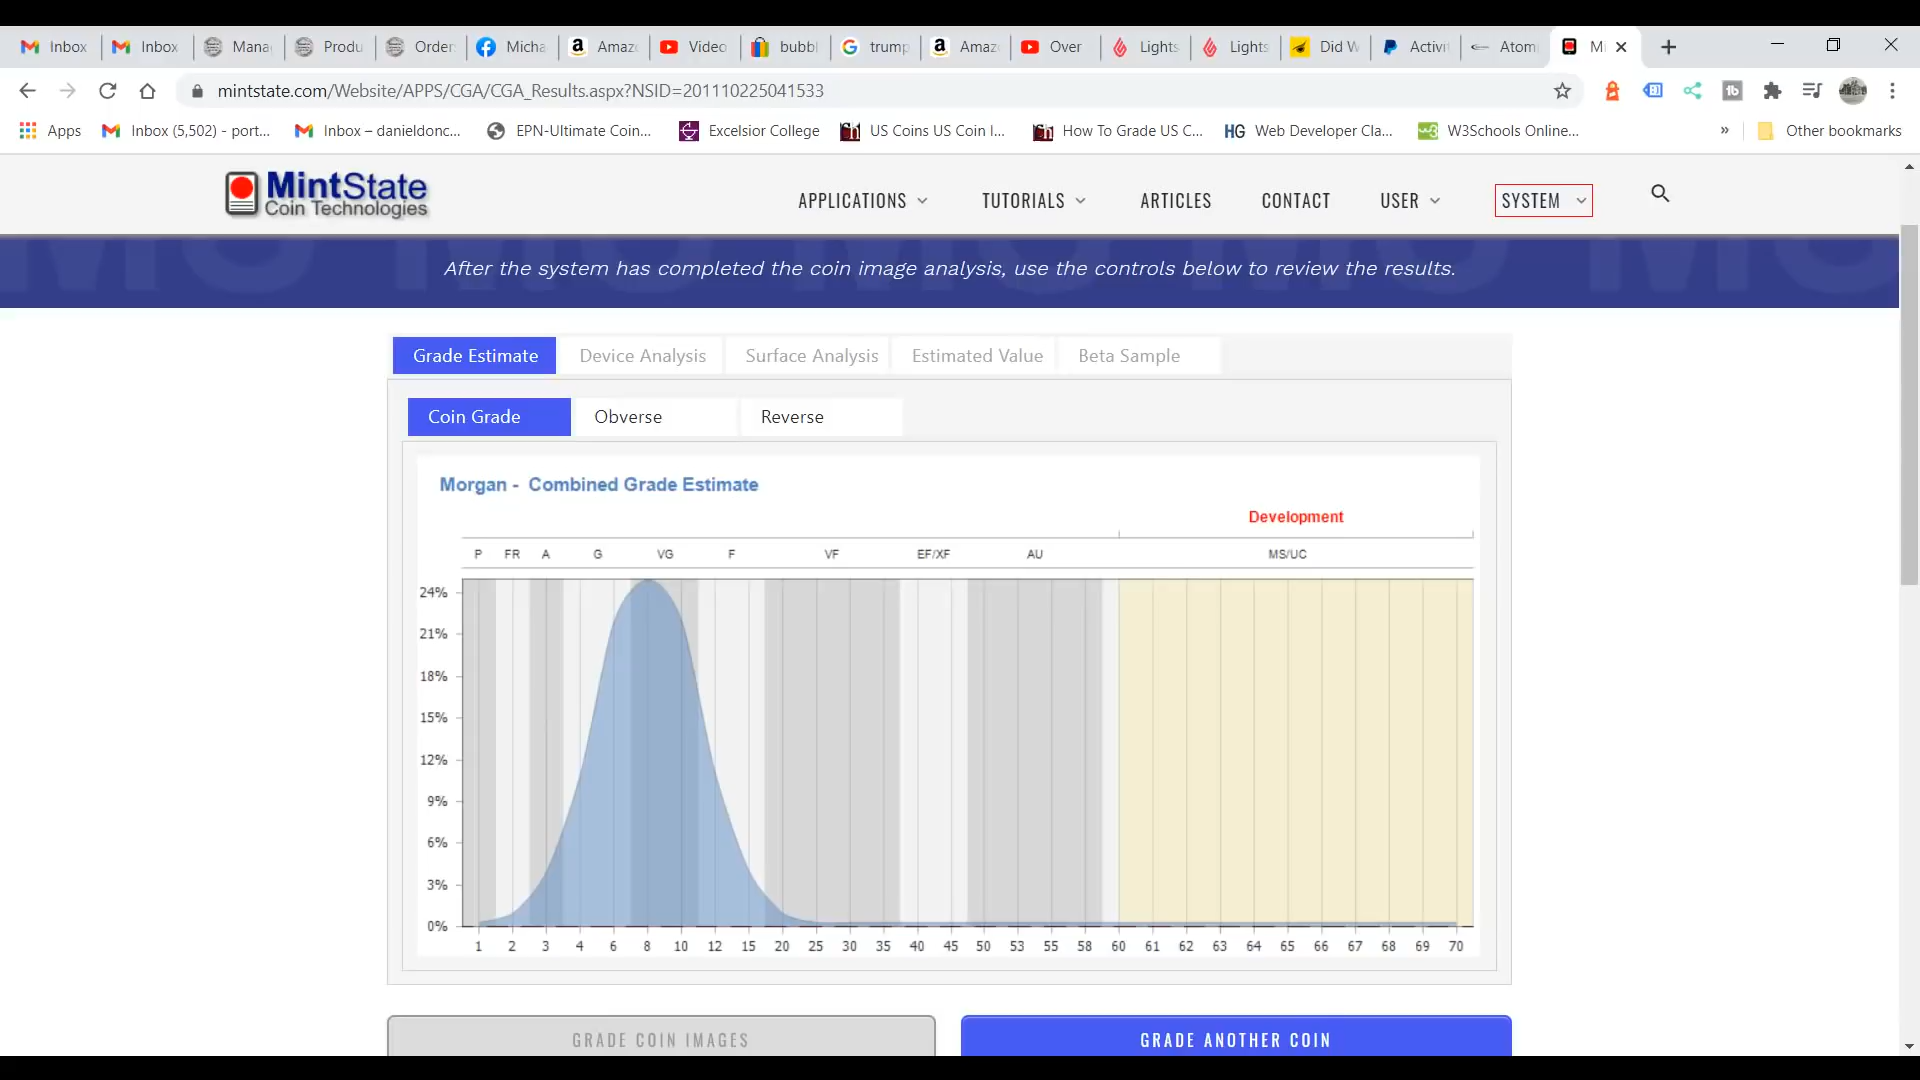 Inbox Inbox Mana Produ Order Micha Amaz Video bubbl trump Amaz Over Lights Lights Did W Activit Atom Mi
mintstate.com/Website/APPS/CGA/CGA_Results.aspx?NSID=201110225041533
Apps Inbox (5,502) - port... Inbox – danieldonc... EPN-Ultimate Coin... Excelsior College US Coins US Coin I... How To Grade US C... HG Web Developer Cla... W3Schools Online... » Other bookmarks
MintState
Coin Technologies
APPLICATIONS TUTORIALS ARTICLES CONTACT USER SYSTEM
After the system has completed the coin image analysis, use the controls below to review the results.
Grade Estimate Device Analysis Surface Analysis Estimated Value Beta Sample
Coin Grade Obverse Reverse
Morgan - Combined Grade Estimate
Development
P FR A G VG F VF EF/XF AU MS/UC
24%
21%
18%
15%
12%
9%
6%
3%
0%
1 2 3 4 6 8 10 12 15 20 25 30 35 40 45 50 53 55 58 60 61 62 63 64 65 66 67 68 69 70
GRADE COIN IMAGES GRADE ANOTHER COIN